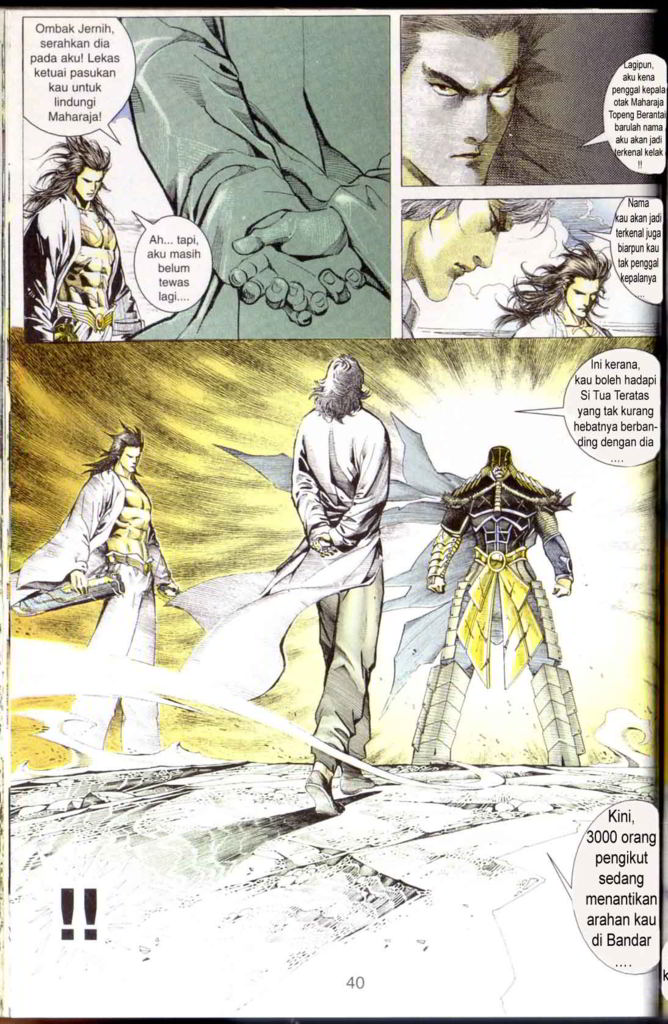 Ombak Jernih,
serahkan dia
pada aku! Lekas
ketuai pasukan
kau untuk
lindungi
Maharaja!
Ah... tapi,
aku masih
belum
tewas
lagi....
Lagipun,
aku kena
penggal kepala
otak Maharaja
Topeng Berantai
barulah nama
aku akan jadi
terkenal kelak
!!
Nama
kau akan jadi
terkenal juga
biarpun kau
tak penggal
kepalanya
....
Ini kerana,
kau boleh hadapi
Si Tua Teratas
yang tak kurang
hebatnya berban-
ding dengan dia
....
!!
Kini,
3000 orang
pengikut
sedang
menantikan
arahan kau
di Bandar
....
40